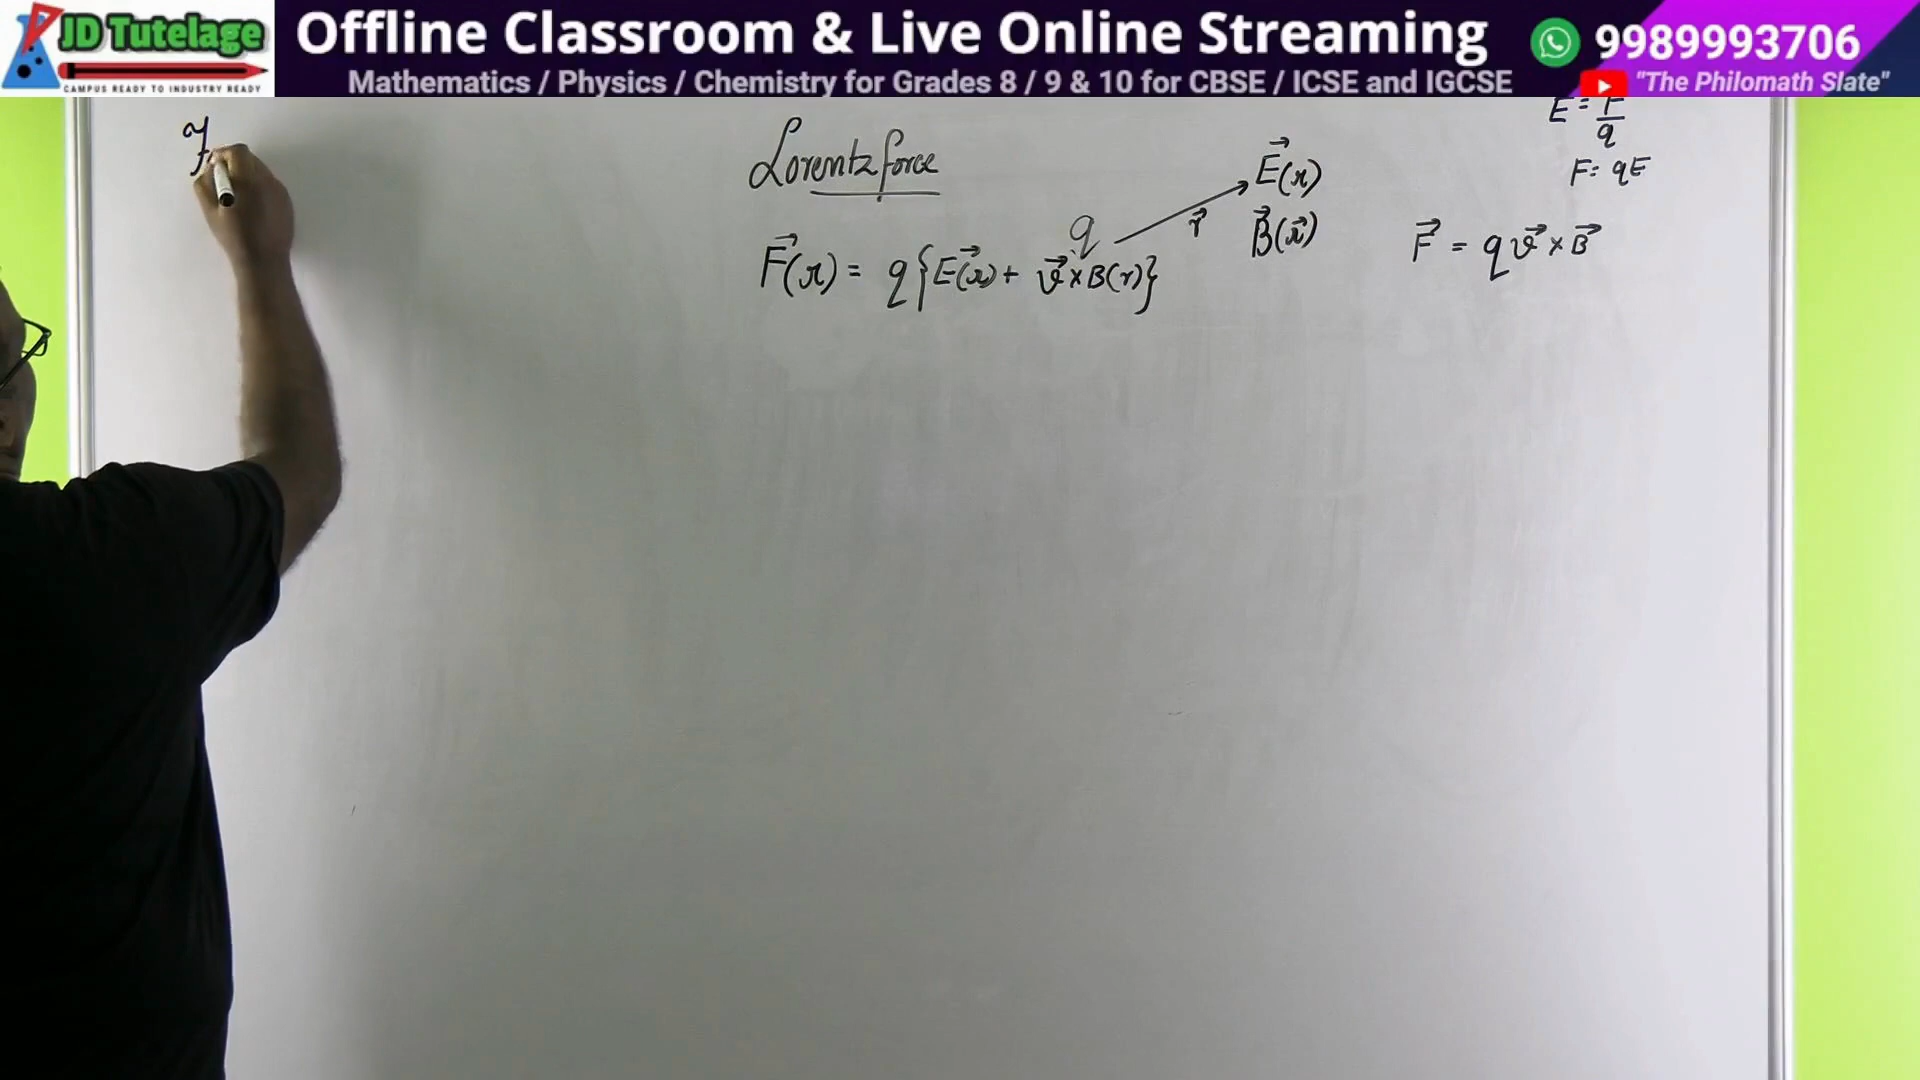 JD Tutelage
CAMPUS READY TO INDUSTRY READY
Offline Classroom & Live Online Streaming
Mathematics / Physics / Chemistry for Grades 8 / 9 & 10 for CBSE / ICSE and IGCSE
9989993706
"The Philomath Slate"
Lorentz force
E⃗(r)
B⃗(r⃗)
q
r⃗
F⃗(r) = q{E⃗(r) + v⃗ × B(r)}
E = F/q
F = qE
F⃗ = q v⃗ × B⃗